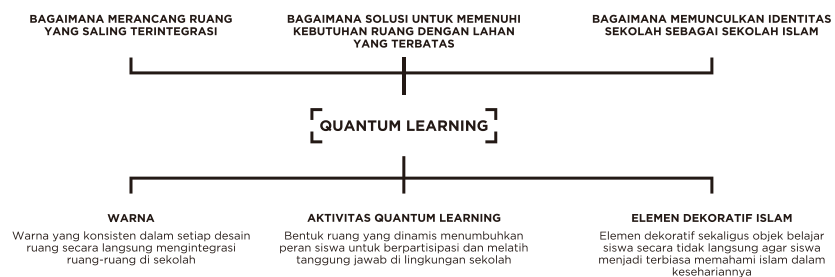 BAGAIMANA MERANCANG RUANG
YANG SALING TERINTEGRASI
BAGAIMANA SOLUSI UNTUK MEMENUHI
KEBUTUHAN RUANG DENGAN LAHAN
YANG TERBATAS
BAGAIMANA MEMUNCULKAN IDENTITAS
SEKOLAH SEBAGAI SEKOLAH ISLAM
QUANTUM LEARNING
WARNA
Warna yang konsisten dalam setiap desain
ruang secara langsung mengintegrasi
ruang-ruang di sekolah
AKTIVITAS QUANTUM LEARNING
Bentuk ruang yang dinamis menumbuhkan
peran siswa untuk berpartisipasi dan melatih
tanggung jawab di lingkungan sekolah
ELEMEN DEKORATIF ISLAM
Elemen dekoratif sekaligus objek belajar
siswa secara tidak langsung agar siswa
menjadi terbiasa memahami islam dalam
kesehariannya